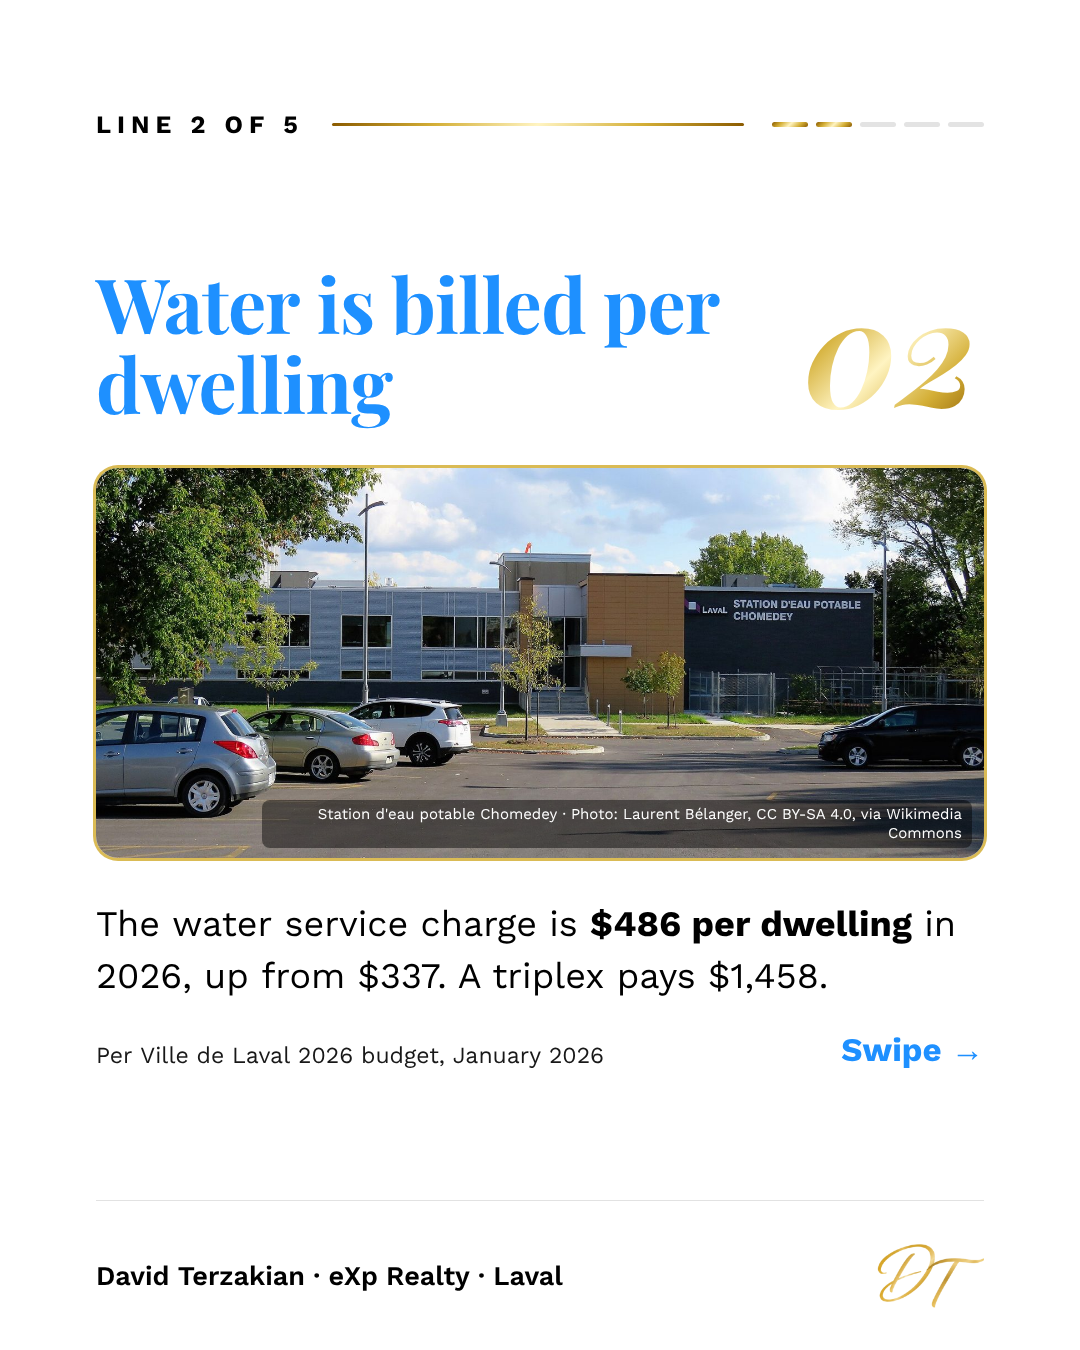 LINE 2 OF 5
Water is billed per
dwelling
02
LAVAL
STATION D'EAU POTABLE
CHOMEDEY
Station d'eau potable Chomedey · Photo: Laurent Bélanger, CC BY-SA 4.0, via Wikimedia
Commons
The water service charge is $486 per dwelling in
2026, up from $337. A triplex pays $1,458.
Per Ville de Laval 2026 budget, January 2026
Swipe →
David Terzakian · eXp Realty · Laval
DT